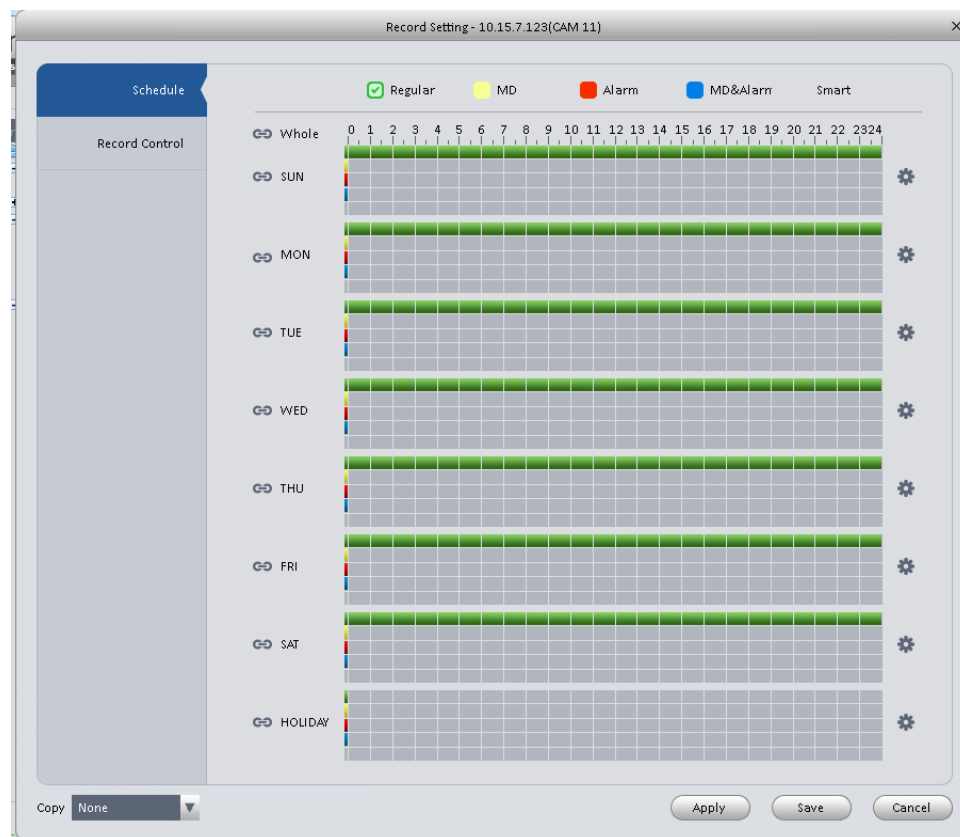 Record Setting - 10.15.7.123(CAM 11)
Schedule
Regular MD Alarm MD&Alarm Smart
Record Control
Whole 0 1 2 3 4 5 6 7 8 9 10 11 12 13 14 15 16 17 18 19 20 21 22 23 24
SUN
MON
TUE
WED
THU
FRI
SAT
HOLIDAY
Copy None Apply Save Cancel